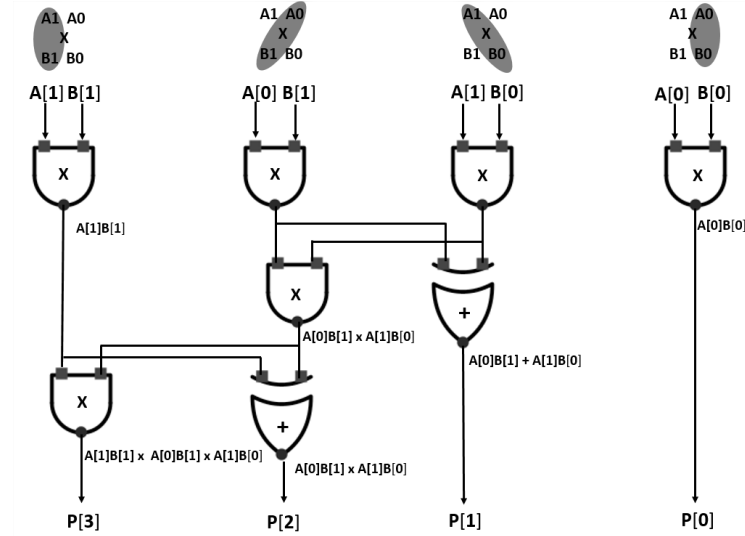 A1 A0
X
B1 B0
A1 A0
X
B1 B0
A1 A0
X
B1 B0
A1 A0
X
B1 B0
A[1] B[1]
A[0] B[1]
A[1] B[0]
A[0] B[0]
X
X
X
X
A[1]B[1]
A[0]B[0]
X
+
A[0]B[1] x A[1]B[0]
A[0]B[1] + A[1]B[0]
X
+
A[1]B[1] x A[0]B[1] x A[1]B[0]
A[0]B[1] x A[1]B[0]
P[3]
P[2]
P[1]
P[0]